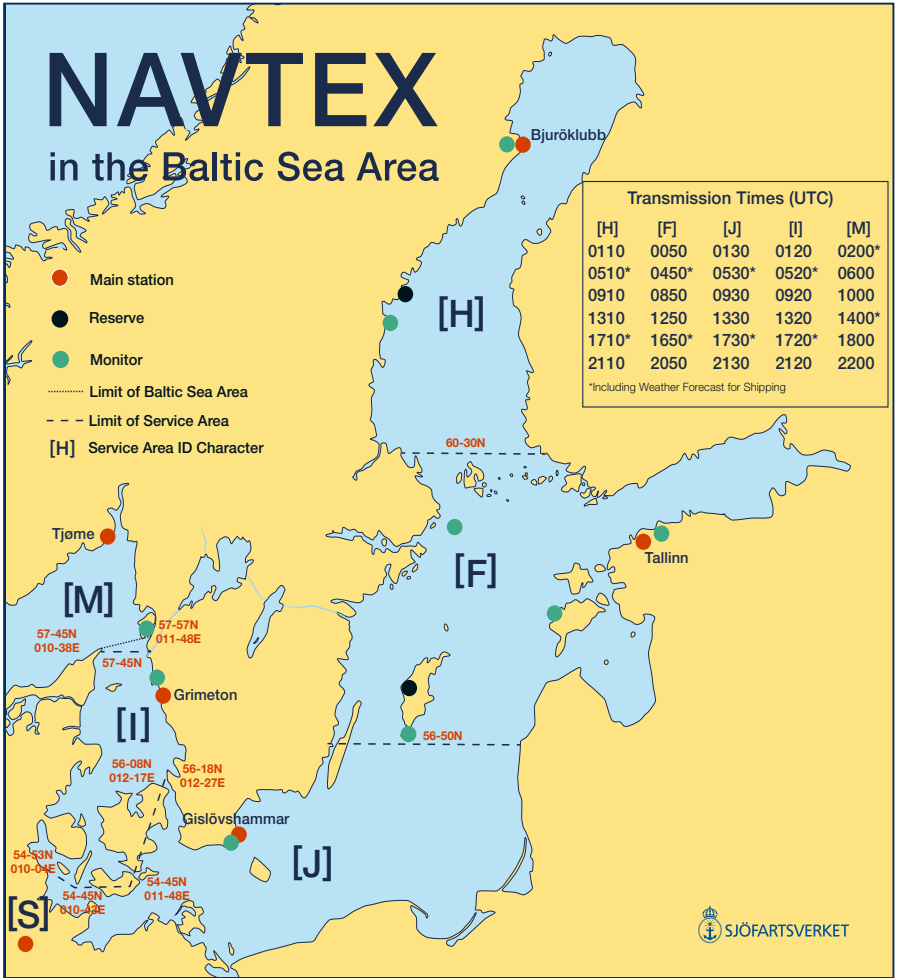 NAVTEX
in the Baltic Sea Area
Bjuröklubb
Transmission Times (UTC)
[H] [F] [J] [I] [M]
0110 0050 0130 0120 0200*
0510* 0450* 0530* 0520* 0600
0910 0850 0930 0920 1000
1310 1250 1330 1320 1400*
1710* 1650* 1730* 1720* 1800
2110 2050 2130 2120 2200
*Including Weather Forecast for Shipping
Main station
Reserve
Monitor
Limit of Baltic Sea Area
Limit of Service Area
[H] Service Area ID Character
[H]
60-30N
Tjøme
Tallinn
[F]
[M]
57-57N
011-48E
57-45N
010-38E
57-45N
Grimeton
[I]
56-50N
56-08N
012-17E
56-18N
012-27E
Gislövshammar
[J]
54-53N
010-04E
54-45N
010-43E
54-45N
011-48E
[S]
SJÖFARTSVERKET